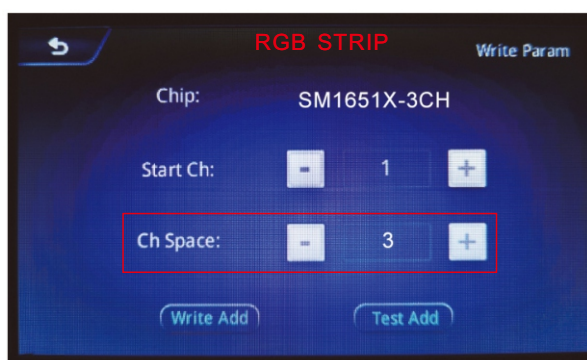 RGB STRIP
Write Param
Chip: SM1651X-3CH
Start Ch: - 1 +
Ch Space: - 3 +
Write Add Test Add